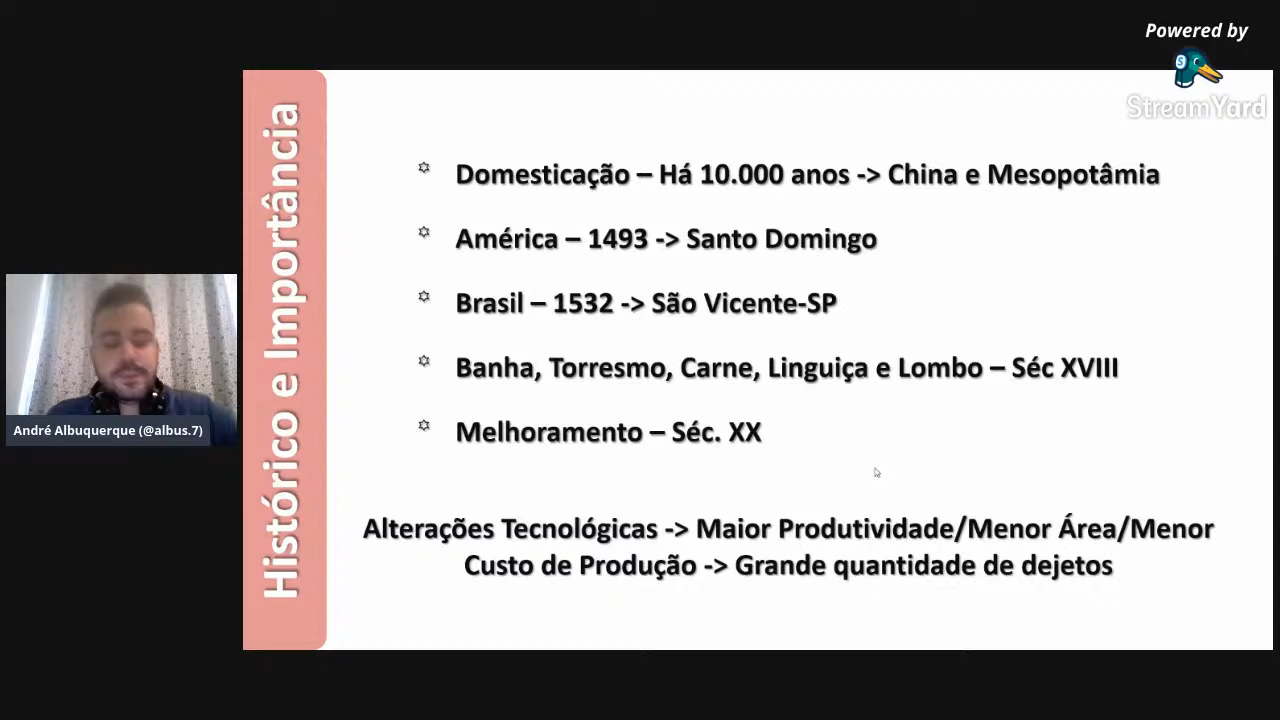 Powered by
StreamYard
Histórico e Importância
Domesticação – Há 10.000 anos -> China e Mesopotâmia
América – 1493 -> Santo Domingo
Brasil – 1532 -> São Vicente-SP
Banha, Torresmo, Carne, Linguiça e Lombo – Séc XVIII
Melhoramento – Séc. XX
Alterações Tecnológicas -> Maior Produtividade/Menor Área/Menor
Custo de Produção -> Grande quantidade de dejetos
André Albuquerque (@albus.7)